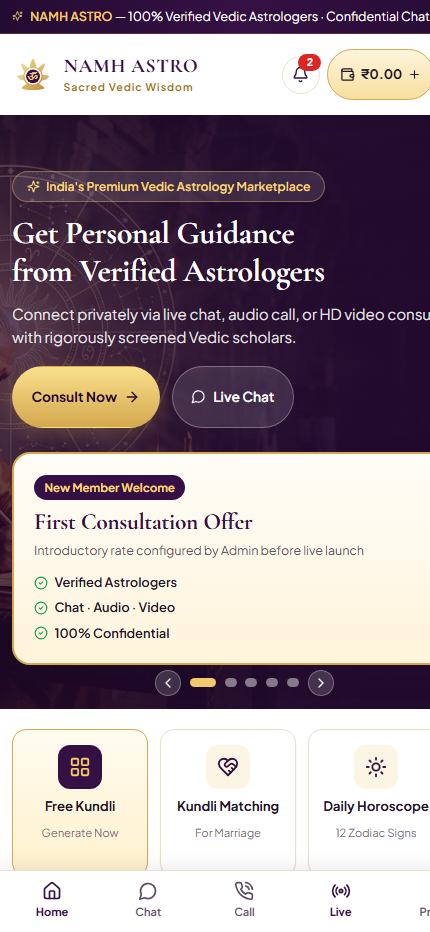 NAMH ASTRO — 100% Verified Vedic Astrologers · Confidential Chat
NAMH ASTRO
Sacred Vedic Wisdom
2
₹0.00 +
India's Premium Vedic Astrology Marketplace
Get Personal Guidance
from Verified Astrologers
Connect privately via live chat, audio call, or HD video consu
with rigorously screened Vedic scholars.
Consult Now →
Live Chat
New Member Welcome
First Consultation Offer
Introductory rate configured by Admin before live launch
Verified Astrologers
Chat · Audio · Video
100% Confidential
Free Kundli
Generate Now
Kundli Matching
For Marriage
Daily Horoscope
12 Zodiac Signs
Home
Chat
Call
Live
Pr